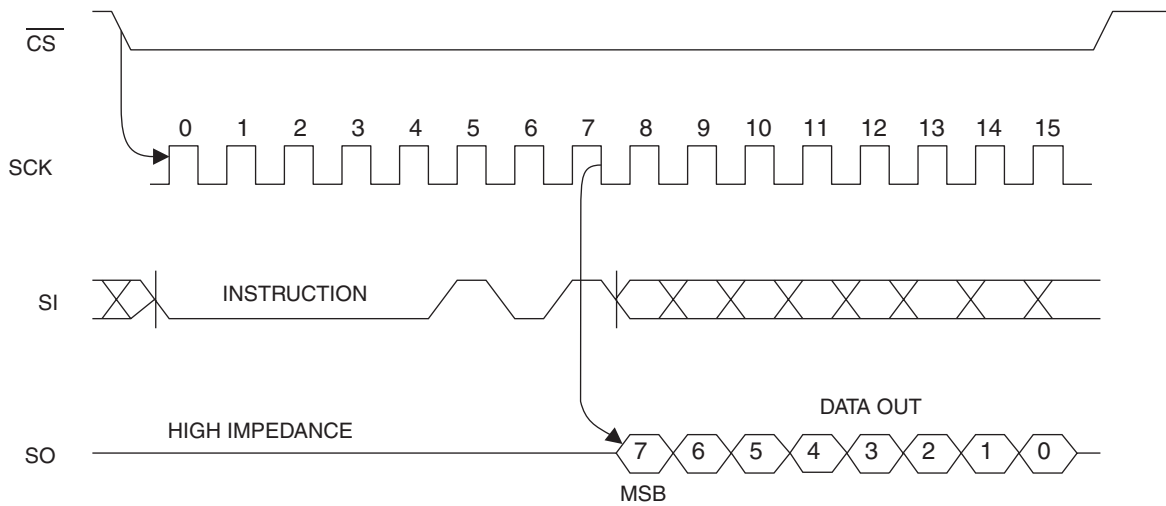 CS
0 1 2 3 4 5 6 7 8 9 10 11 12 13 14 15
SCK
SI
INSTRUCTION
DATA OUT
HIGH IMPEDANCE
SO
7 6 5 4 3 2 1 0
MSB